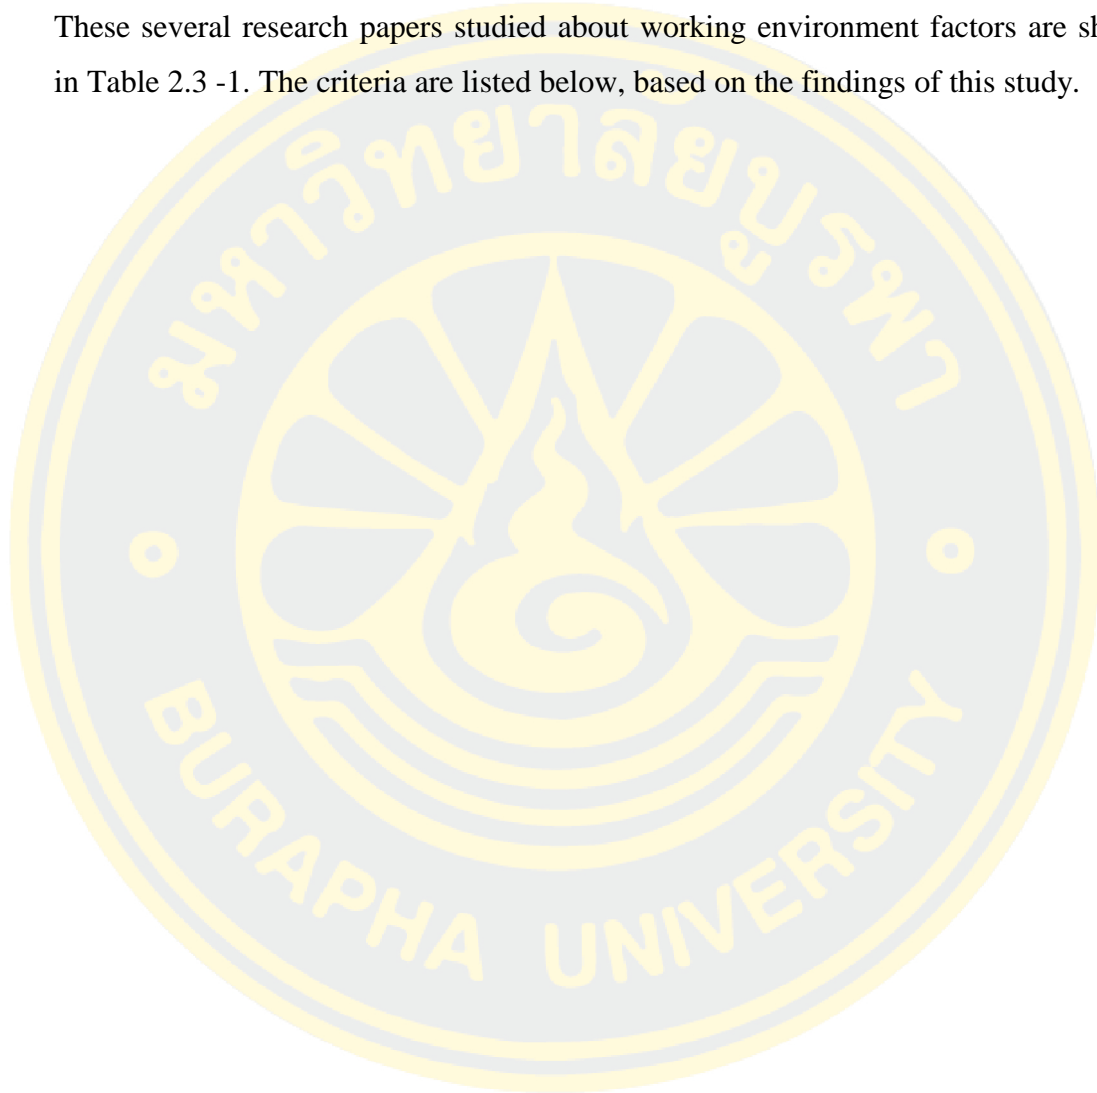 These several research papers studied about working environment factors are
in Table 2.3 -1. The criteria are listed below, based on the findings of this study.
มหาวิทยาลัยบูรพา
BURAPHA UNIVERSITY